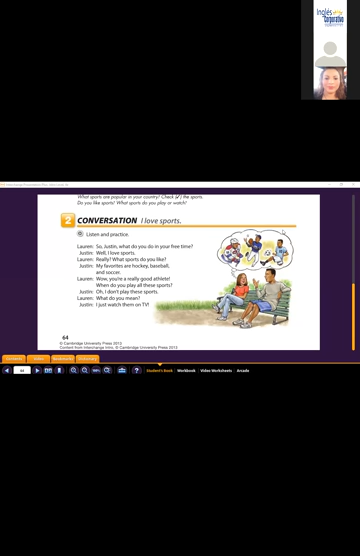 Inglés
Corporativo
What sports are popular in your country? Check (✓) the sports
Do you like sports? What sports do you play or watch?
2 CONVERSATION I love sports.
Listen and practice.
Lauren: So, Justin, what do you do in your free time?
Justin: Well, I love sports.
Lauren: Really? What sports do you like?
Justin: My favorites are hockey, baseball,
and soccer.
Lauren: Wow, you're a really good athlete!
When do you play all these sports?
Justin: Oh, I don't play these sports.
Lauren: What do you mean?
Justin: I just watch them on TV!
64
© Cambridge University Press 2013
Content from Interchange Intro, © Cambridge University Press 2013
64
100%
?
Student's Book Workbook Video Worksheets Arcade